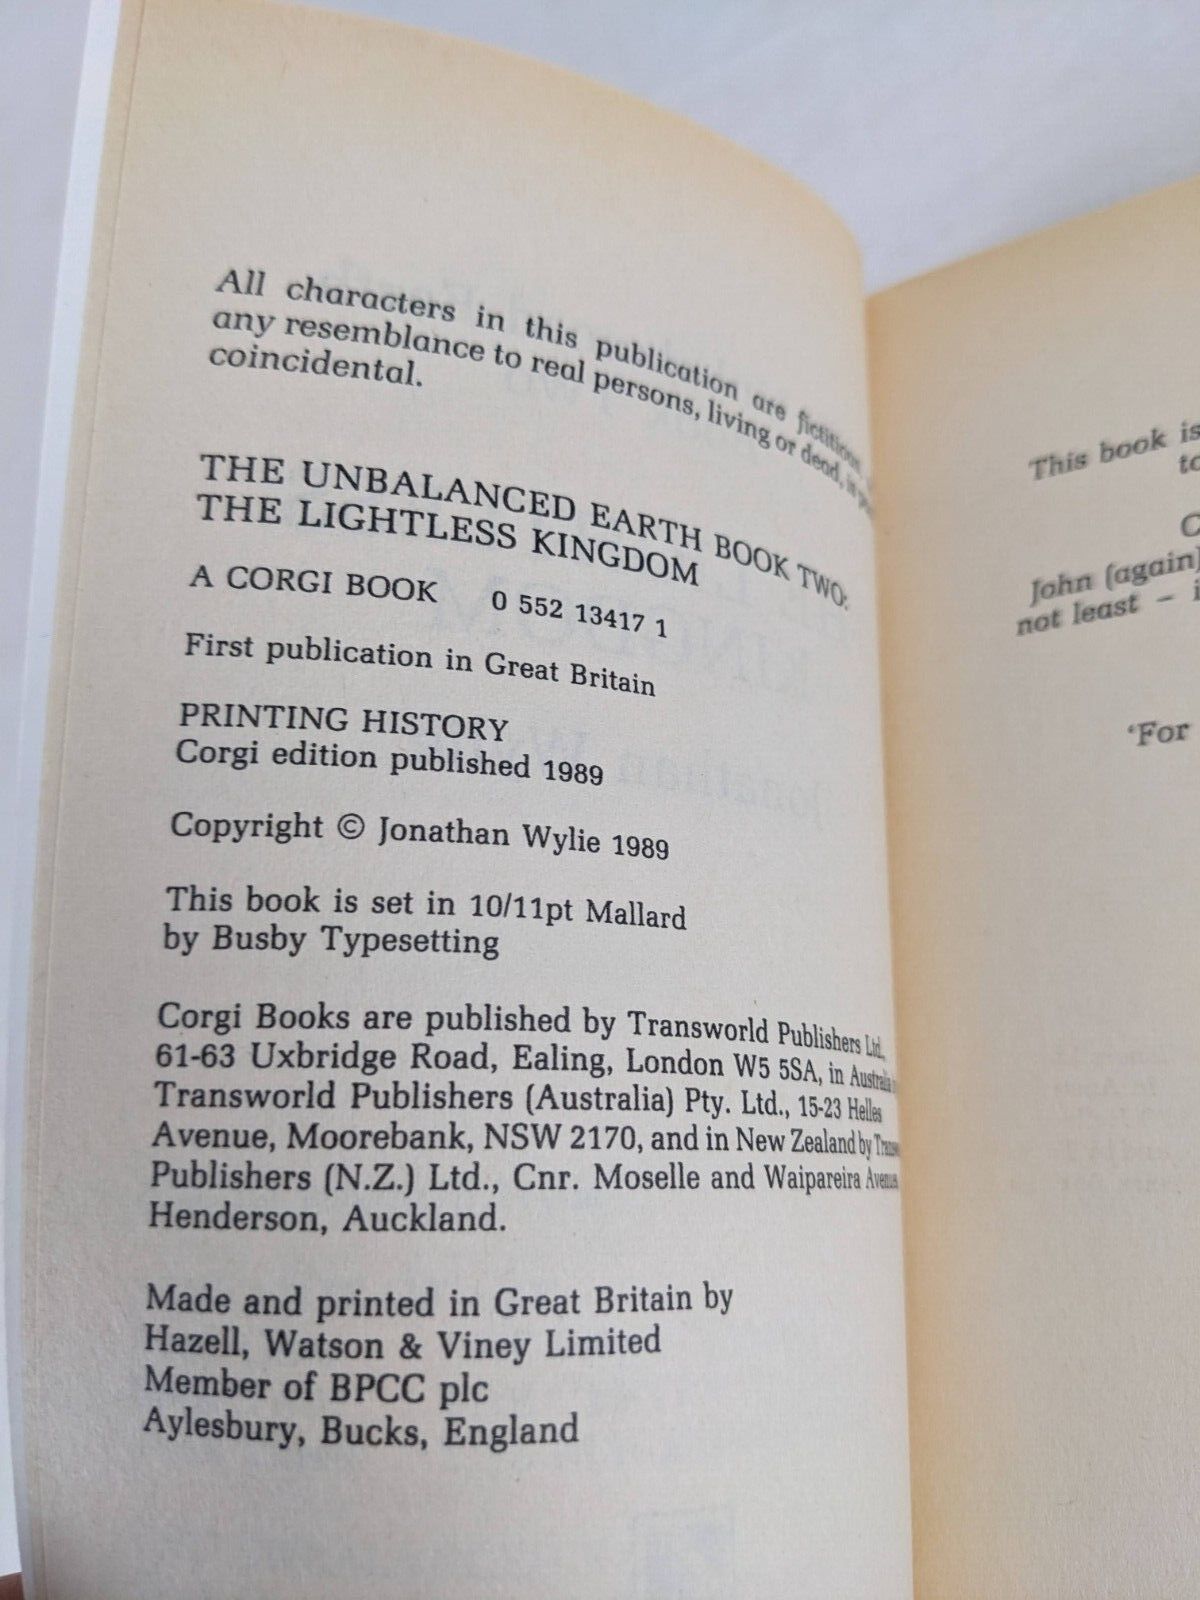 All characters in this publication are fictitious
any resemblance to real persons, living or dead, is
coincidental.
THE UNBALANCED EARTH BOOK TWO:
THE LIGHTLESS KINGDOM
A CORGI BOOK 0 552 13417 1
First publication in Great Britain
PRINTING HISTORY
Corgi edition published 1989
Copyright © Jonathan Wylie 1989
This book is set in 10/11pt Mallard
by Busby Typesetting
Corgi Books are published by Transworld Publishers Ltd.,
61-63 Uxbridge Road, Ealing, London W5 5SA, in Australia
Transworld Publishers (Australia) Pty. Ltd., 15-23 Helles
Avenue, Moorebank, NSW 2170, and in New Zealand by
Publishers (N.Z.) Ltd., Cnr. Moselle and Waipareira Avenue,
Henderson, Auckland.
Made and printed in Great Britain by
Hazell, Watson & Viney Limited
Member of BPCC plc
Aylesbury, Bucks, England
This book is
to
John (again)
not least – i
'For